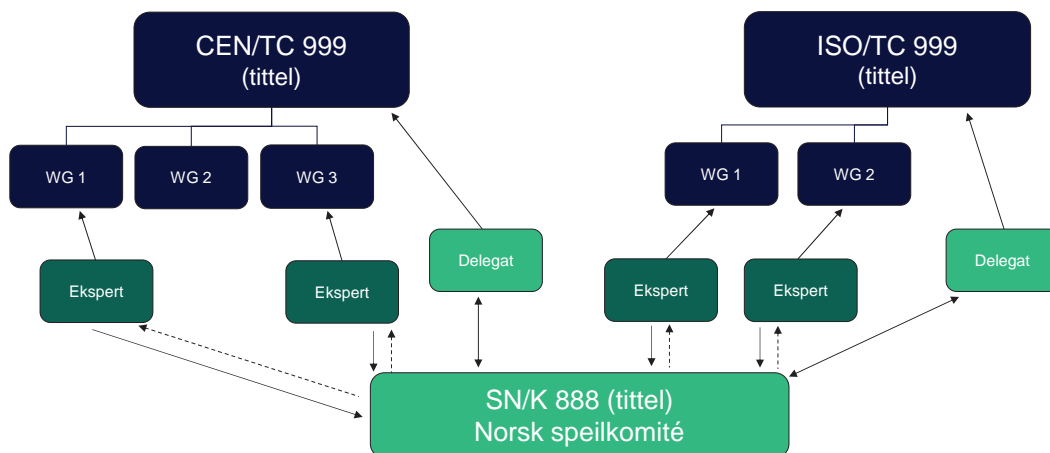 CEN/TC 999
(tittel)
ISO/TC 999
(tittel)
WG 1
WG 2
WG 3
WG 1
WG 2
Ekspert
Ekspert
Delegat
Ekspert
Ekspert
Delegat
SN/K 888 (tittel)
Norsk speilkomité